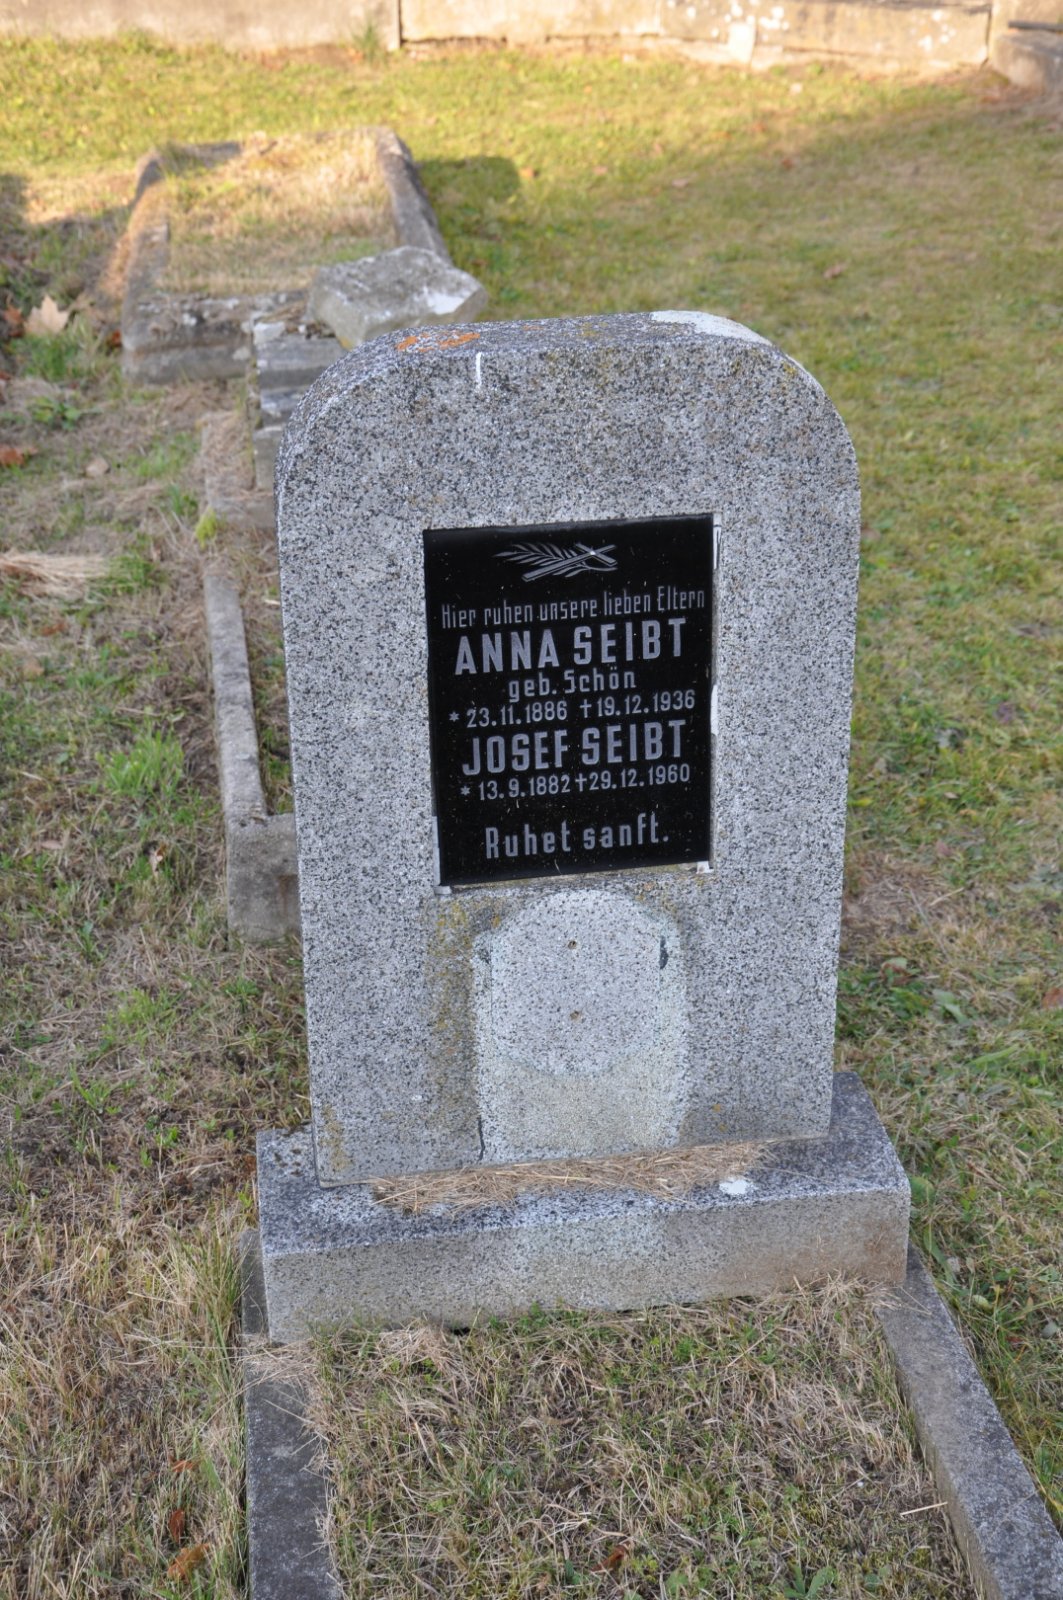 Hier ruhen unsere lieben Eltern
ANNA SEIBT
geb. Schön
* 23.11.1886 † 19.12.1936
JOSEF SEIBT
* 13.9.1882 † 29.12.1960
Ruhet sanft.